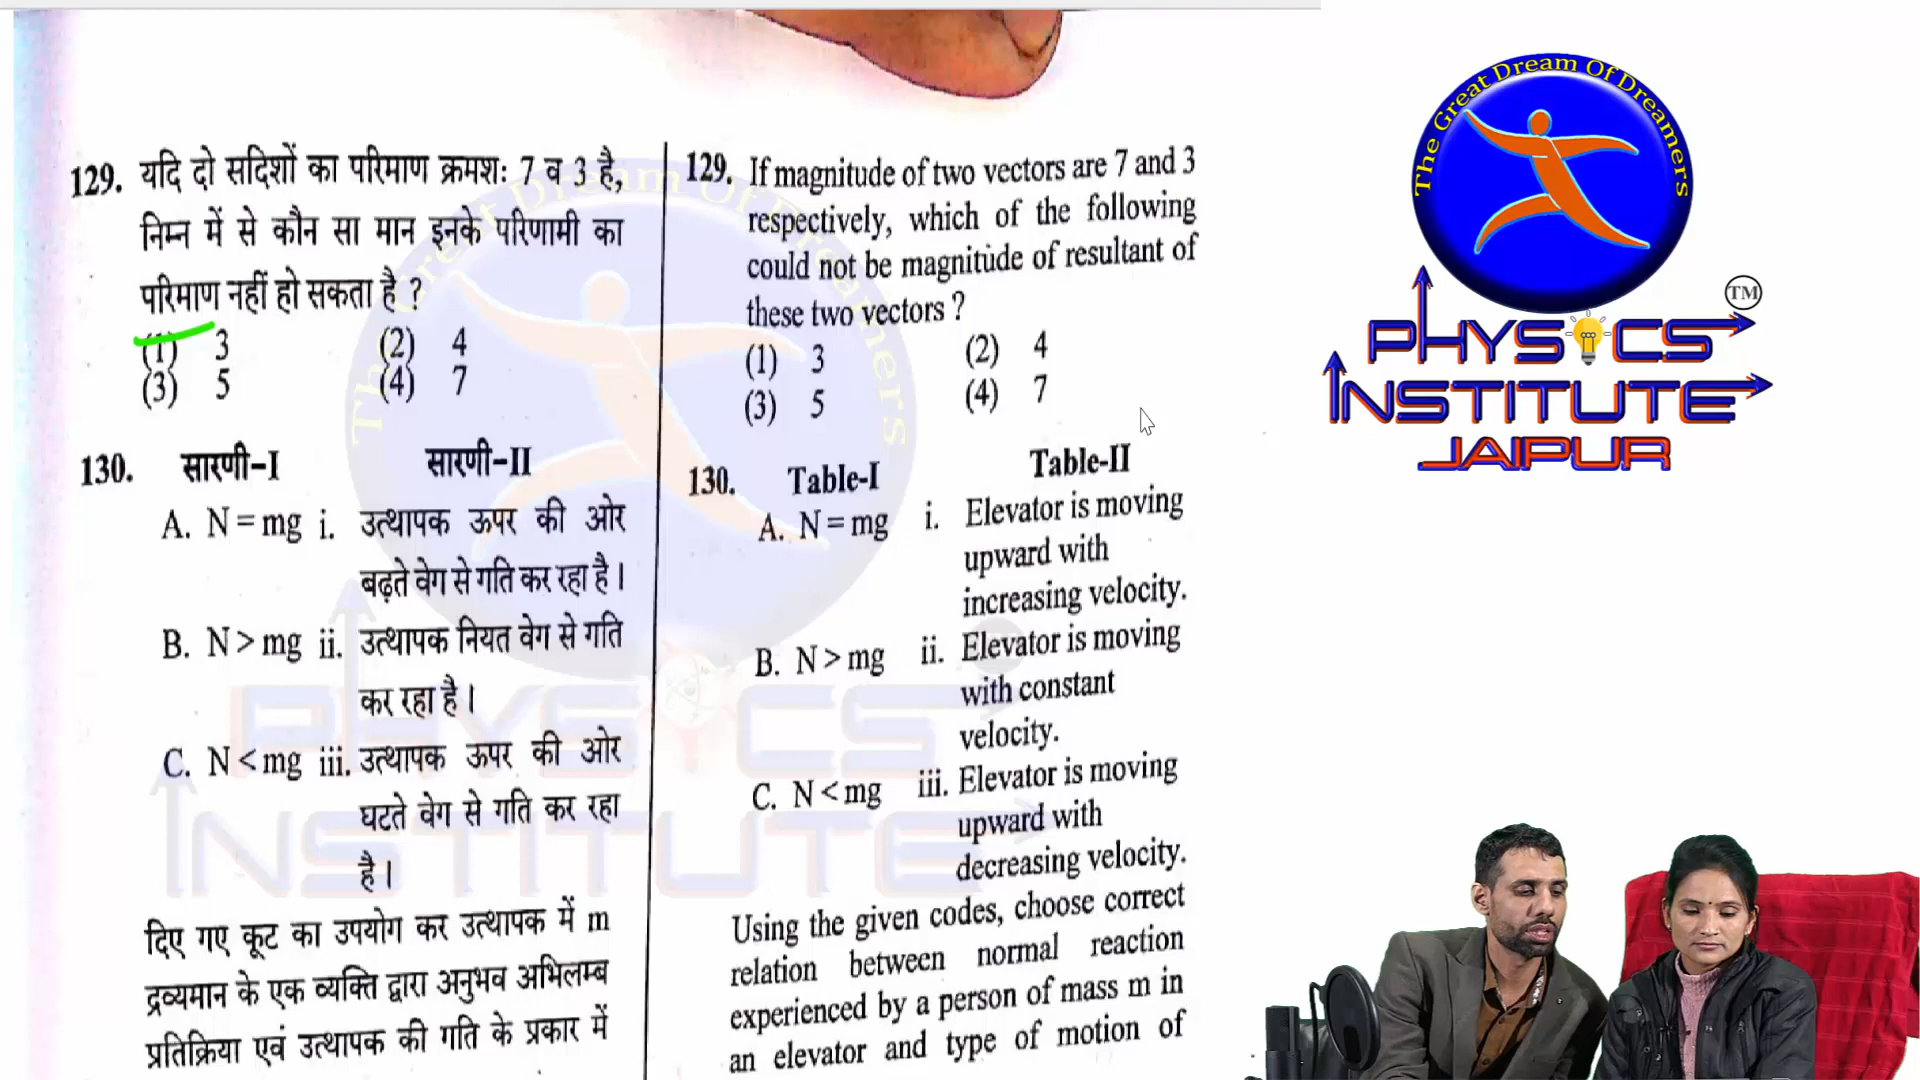 129. यदि दो सदिशों का परिमाण क्रमशः 7 व 3 है,
निम्न में से कौन सा मान इनके परिणामी का
परिमाण नहीं हो सकता है ?
(1) 3 (2) 4
(3) 5 (4) 7
130. सारणी-I सारणी-II
A. N = mg i. उत्थापक ऊपर की ओर
बढ़ते वेग से गति कर रहा है।
B. N > mg ii. उत्थापक नियत वेग से गति
कर रहा है।
C. N < mg iii. उत्थापक ऊपर की ओर
घटते वेग से गति कर रहा
है।
दिए गए कूट का उपयोग कर उत्थापक में m
द्रव्यमान के एक व्यक्ति द्वारा अनुभव अभिलम्ब
प्रतिक्रिया एवं उत्थापक की गति के प्रकार में
129. If magnitude of two vectors are 7 and 3
respectively, which of the following
could not be magnitude of resultant of
these two vectors ?
(1) 3 (2) 4
(3) 5 (4) 7
130. Table-I Table-II
A. N = mg i. Elevator is moving
upward with
increasing velocity.
B. N > mg ii. Elevator is moving
with constant
velocity.
C. N < mg iii. Elevator is moving
upward with
decreasing velocity.
Using the given codes, choose correct
relation between normal reaction
experienced by a person of mass m in
an elevator and type of motion of
The Great Dream Of Dreamers
PHYSICS
INSTITUTE
JAIPUR
TM
The Great Dream Of Dreamers
PHYSICS
INSTITUTE